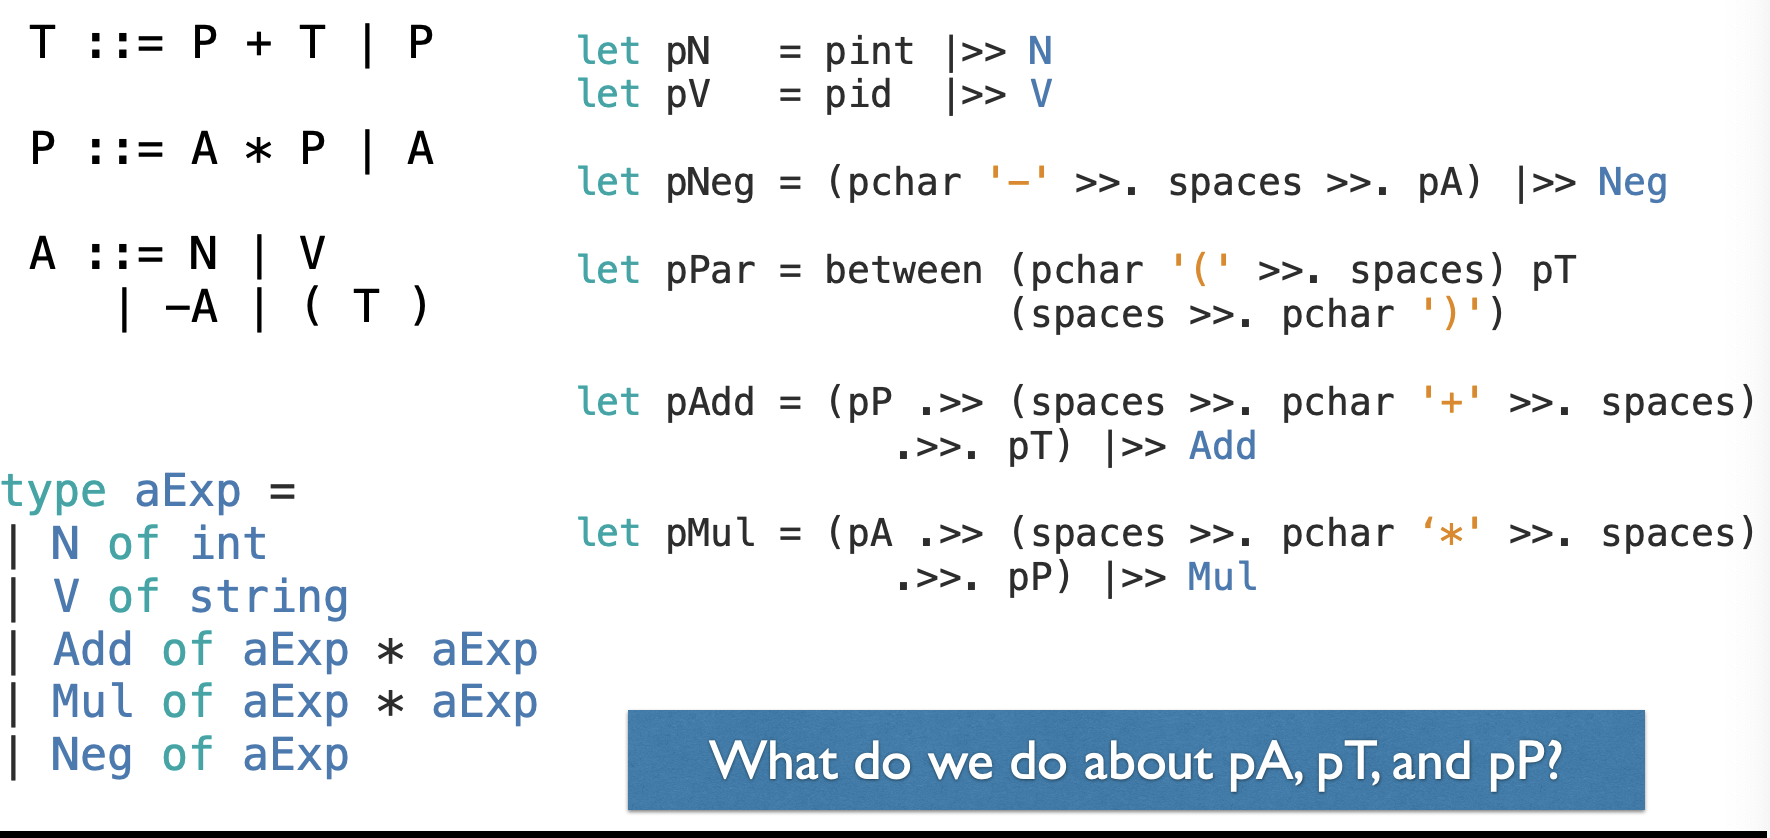 T ::= P + T | P
P ::= A * P | A
A ::= N | V
| -A | ( T )
type aExp =
| N of int
| V of string
| Add of aExp * aExp
| Mul of aExp * aExp
| Neg of aExp
let pN = pint |>> N
let pV = pid |>> V
let pNeg = (pchar '-' >>. spaces >>. pA) |>> Neg
let pPar = between (pchar '(' >>. spaces) pT
(spaces >>. pchar ')')
let pAdd = (pP .>> (spaces >>. pchar '+' >>. spaces)
.>>. pT) |>> Add
let pMul = (pA .>> (spaces >>. pchar ‘*' >>. spaces)
.>>. pP) |>> Mul
What do we do about pA, pT, and pP?